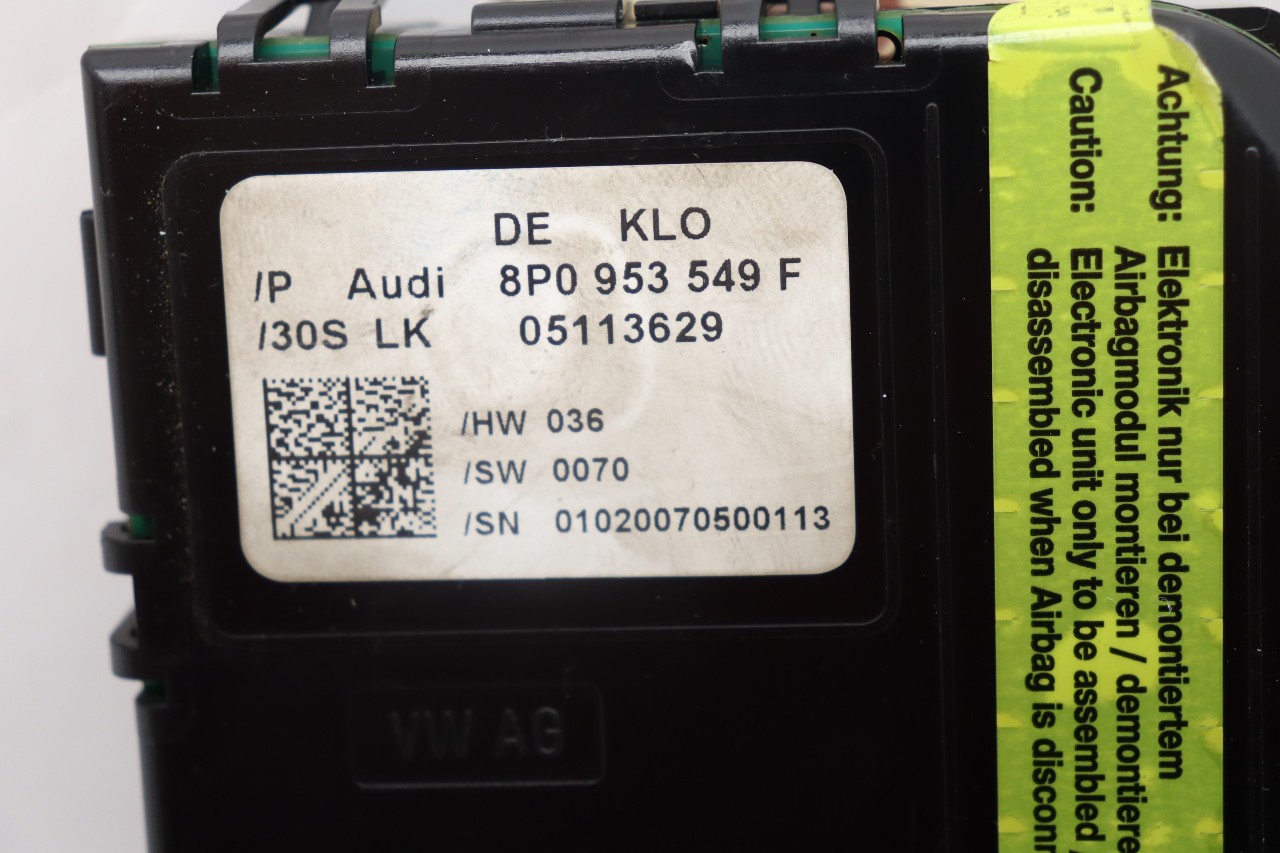 DE KLO
/P Audi 8P0 953 549 F
/30S LK 05113629
/HW 036
/SW 0070
/SN 01020070500113
VW AG
Achtung: Elektronik nur bei demontiertem
Airbagmodul montieren / demontiere
Caution: Electronic unit only to be assembled /
disassembled when Airbag is disconn